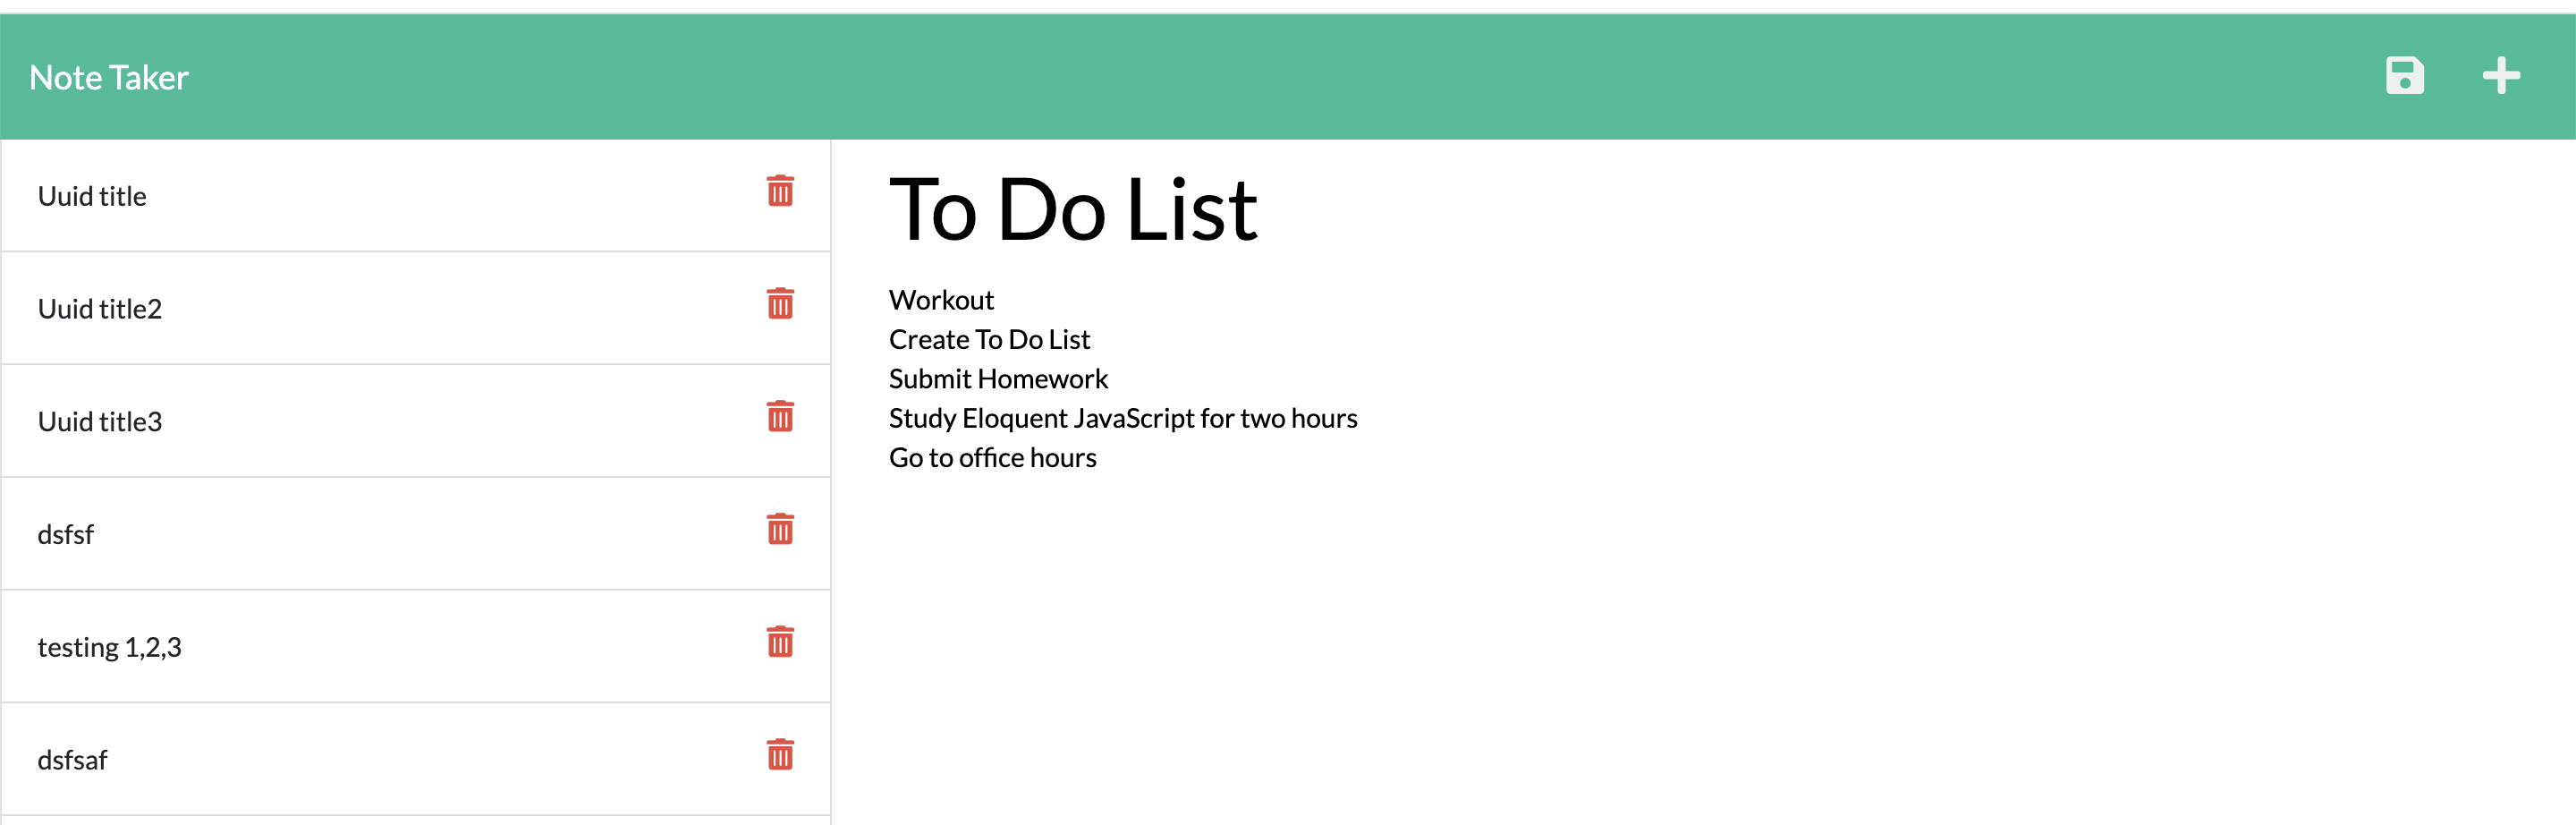 Note Taker
Uuid title
Uuid title2
Uuid title3
dsfsf
testing 1,2,3
dsfsaf
To Do List
Workout
Create To Do List
Submit Homework
Study Eloquent JavaScript for two hours
Go to office hours